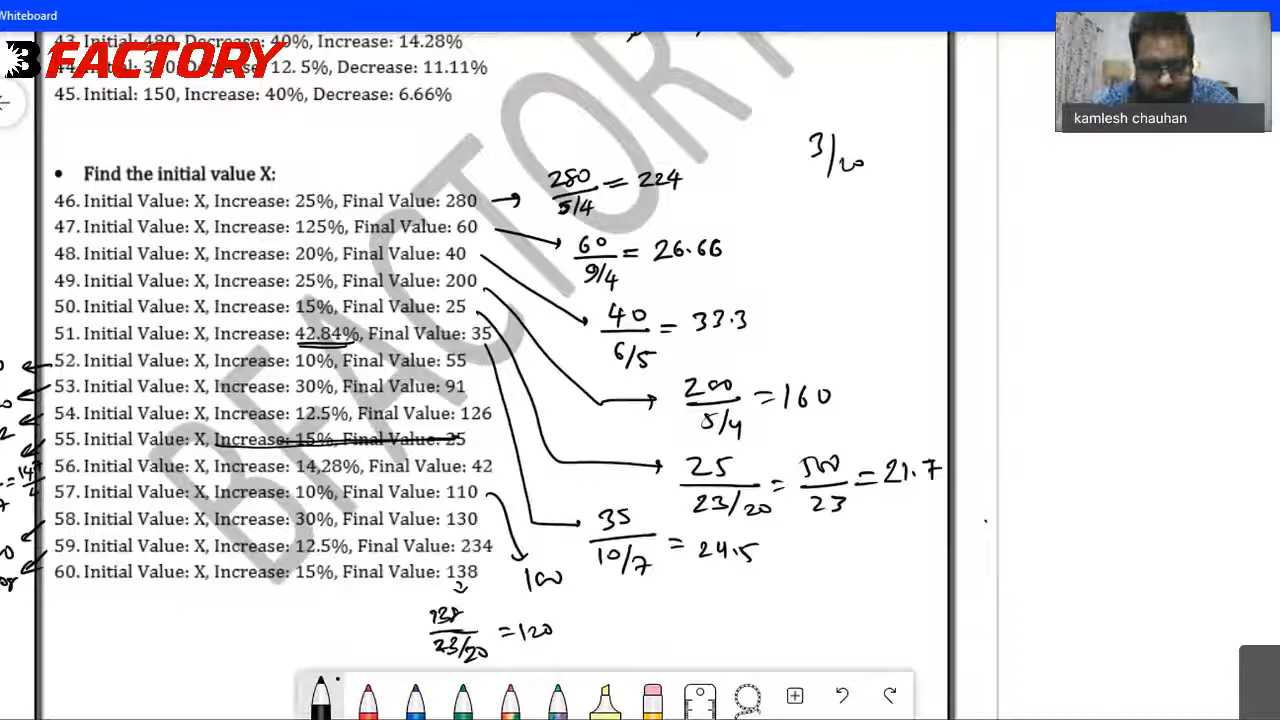 Whiteboard
43. Initial: 480, Decrease: 40%, Increase: 14.28%
BFACTORY
12. 5%, Decrease: 11.11%
45. Initial: 150, Increase: 40%, Decrease: 6.66%
kamlesh chauhan
3/20
• Find the initial value X:
46. Initial Value: X, Increase: 25%, Final Value: 280
280/5/4 = 224
47. Initial Value: X, Increase: 125%, Final Value: 60
60/9/4 = 26.66
48. Initial Value: X, Increase: 20%, Final Value: 40
49. Initial Value: X, Increase: 25%, Final Value: 200
50. Initial Value: X, Increase: 15%, Final Value: 25
40/6/5 = 33.3
51. Initial Value: X, Increase: 42.84%, Final Value: 35
52. Initial Value: X, Increase: 10%, Final Value: 55
53. Initial Value: X, Increase: 30%, Final Value: 91
200/5/4 = 160
54. Initial Value: X, Increase: 12.5%, Final Value: 126
55. Initial Value: X, Increase: 15%, Final Value: 25
56. Initial Value: X, Increase: 14,28%, Final Value: 42
25/23/20 = 500/23 = 21.7
57. Initial Value: X, Increase: 10%, Final Value: 110
58. Initial Value: X, Increase: 30%, Final Value: 130
35/10/7 = 24.5
59. Initial Value: X, Increase: 12.5%, Final Value: 234
60. Initial Value: X, Increase: 15%, Final Value: 138
100
138/23/20 = 120
BFACTORY